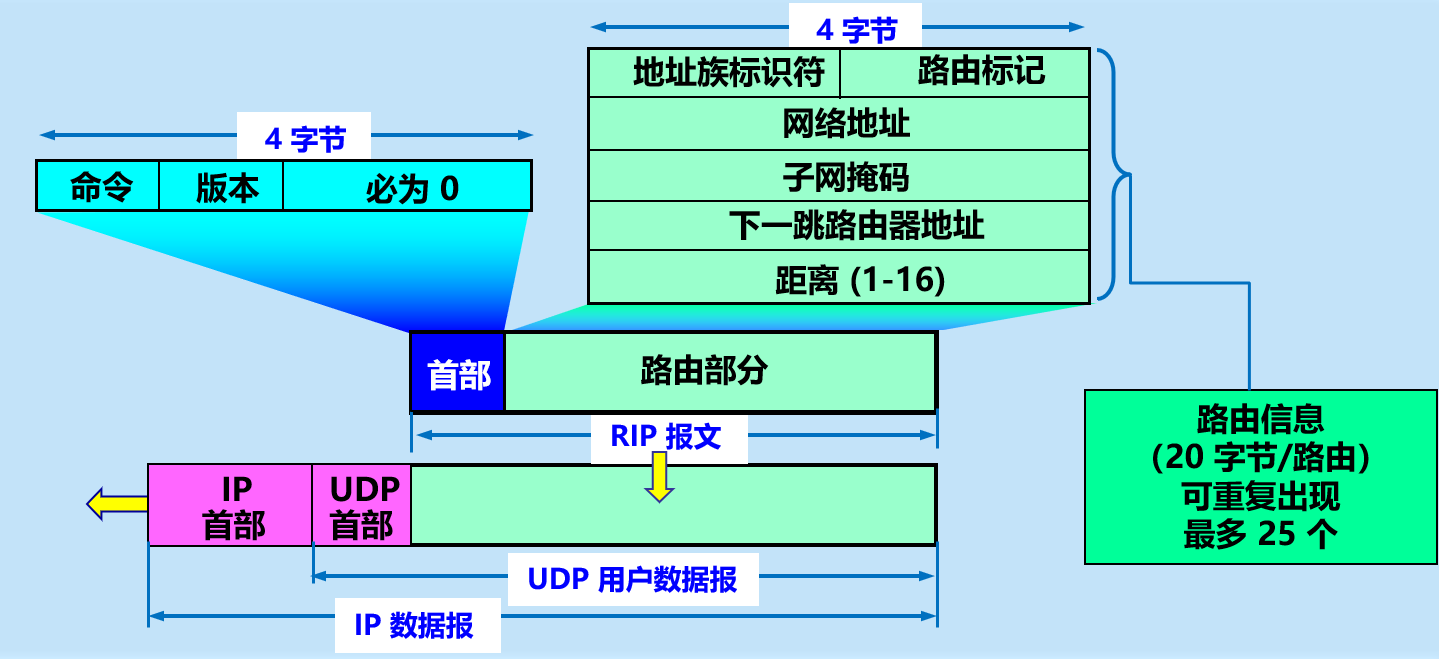 4 字节
地址族标识符
路由标记
网络地址
子网掩码
下一跳路由器地址
距离 (1-16)
4 字节
命令
版本
必为 0
首部
路由部分
RIP 报文
路由信息
(20 字节/路由)
可重复出现
最多 25 个
IP
首部
UDP
首部
UDP 用户数据报
IP 数据报